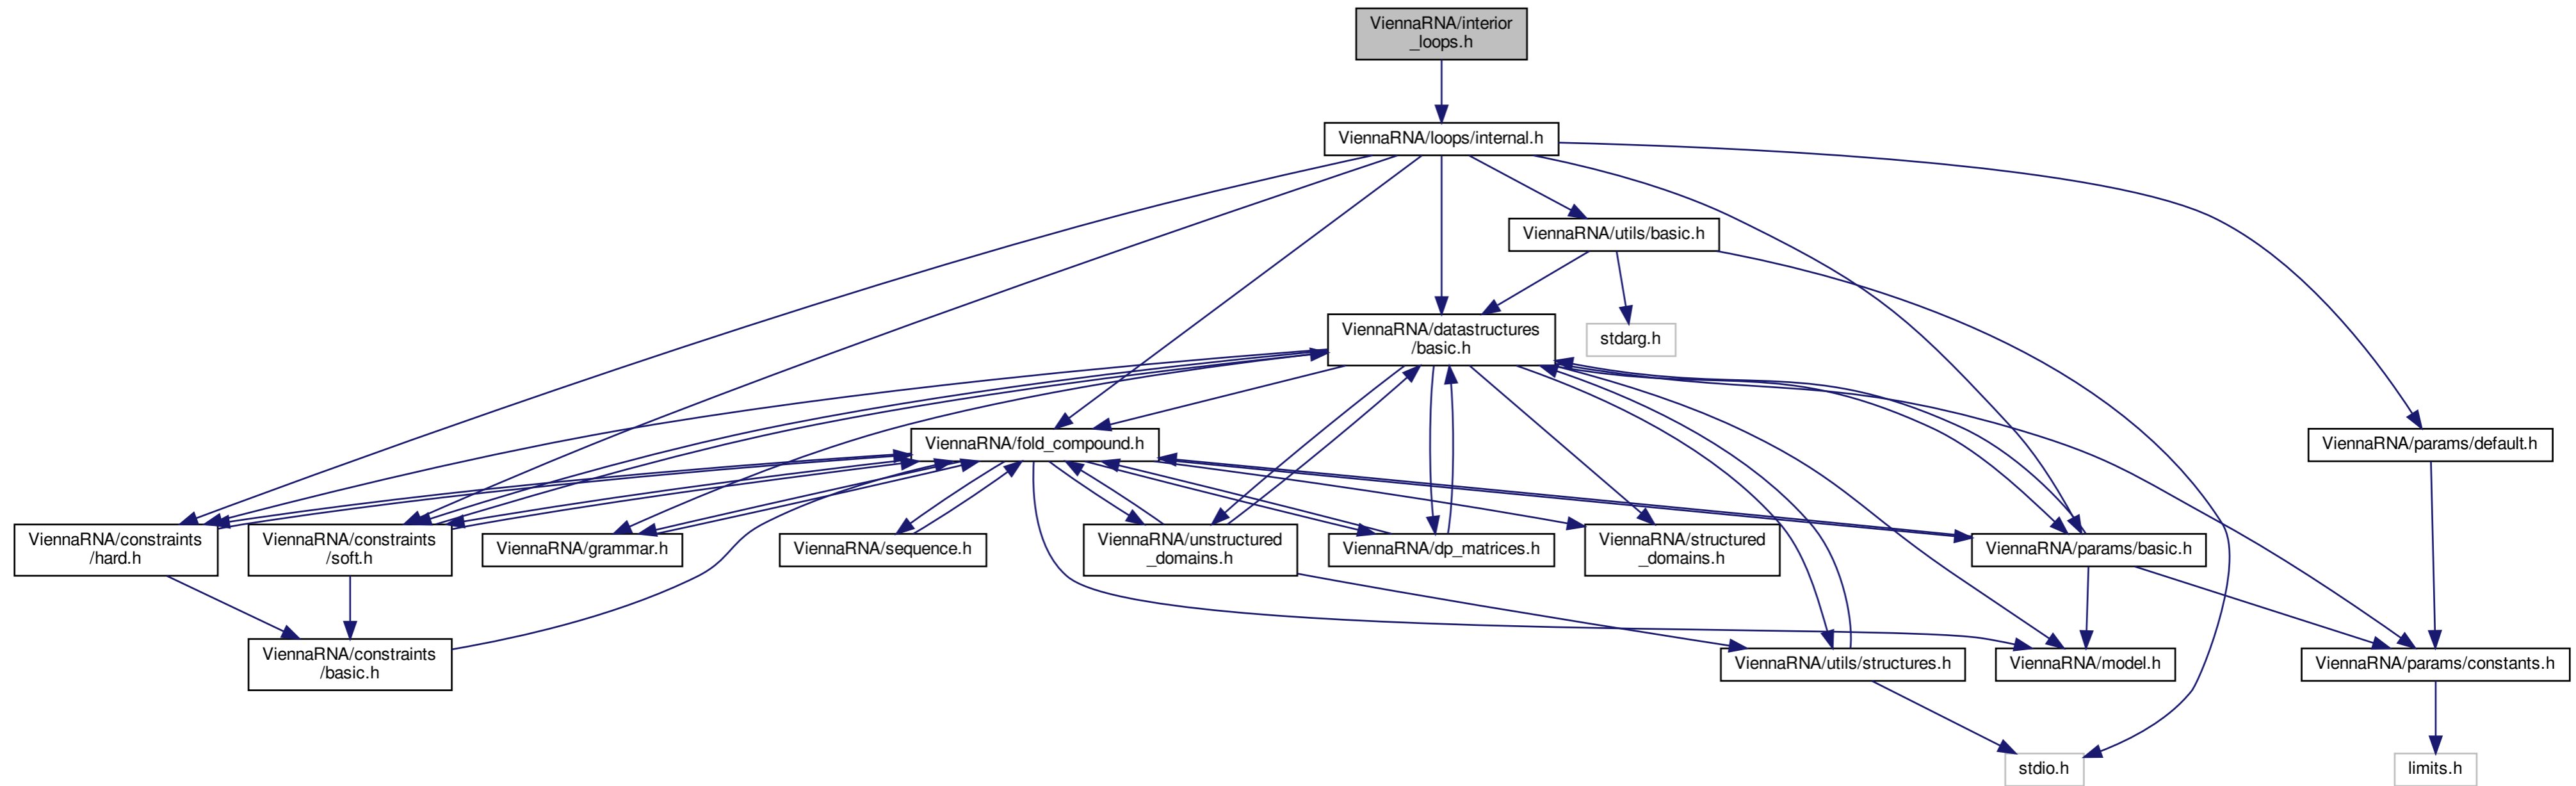 ViennaRNA/interior
_loops.h
ViennaRNA/loops/internal.h
ViennaRNA/utils/basic.h
ViennaRNA/datastructures
/basic.h
stdarg.h
ViennaRNA/fold_compound.h
ViennaRNA/params/default.h
ViennaRNA/constraints
/hard.h
ViennaRNA/constraints
/soft.h
ViennaRNA/grammar.h
ViennaRNA/sequence.h
ViennaRNA/unstructured
_domains.h
ViennaRNA/dp_matrices.h
ViennaRNA/structured
_domains.h
ViennaRNA/params/basic.h
ViennaRNA/constraints
/basic.h
ViennaRNA/utils/structures.h
ViennaRNA/model.h
ViennaRNA/params/constants.h
stdio.h
limits.h